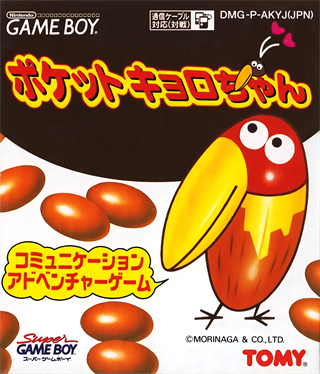 Nintendo
GAME BOY
通信ケーブル
対応(対戦)
DMG-P-AKYJ(JPN)
ポケットキョロちゃん
コミュニケーション
アドベンチャーゲーム
Super
GAME BOY
スーパーゲームボーイ
©MORINAGA & CO., LTD.
TOMY